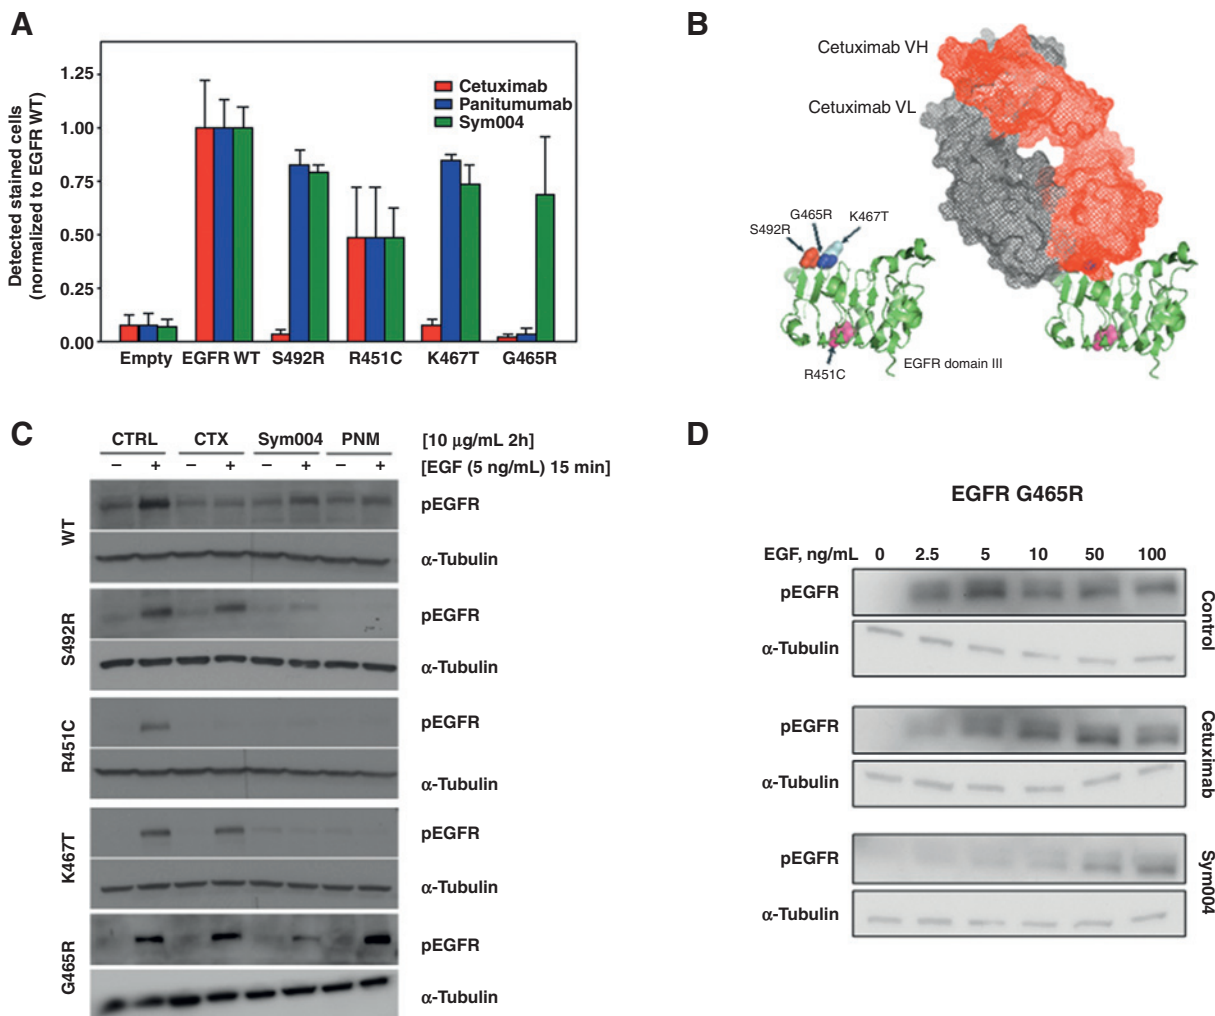 A
Detected stained cells
(normalized to EGFR WT)
1.25
1.00
0.75
0.50
0.25
0.00
Cetuximab
Panitumumab
Sym004
Empty EGFR WT S492R R451C K467T G465R
B
Cetuximab VH
Cetuximab VL
G465R
K467T
S492R
R451C
EGFR domain III
C
CTRL CTX Sym004 PNM [10 µg/mL 2h]
– + – + – + – + [EGF (5 ng/mL) 15 min]
WT
pEGFR
α-Tubulin
S492R
pEGFR
α-Tubulin
R451C
pEGFR
α-Tubulin
K467T
pEGFR
α-Tubulin
G465R
pEGFR
α-Tubulin
D
EGFR G465R
EGF, ng/mL 0 2.5 5 10 50 100
pEGFR
α-Tubulin
Control
pEGFR
α-Tubulin
Cetuximab
pEGFR
α-Tubulin
Sym004